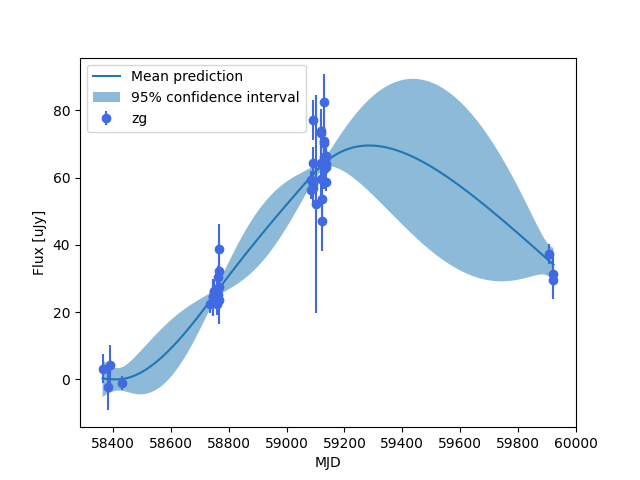 Mean prediction
95% confidence interval
zg
80
60
40
20
0
Flux [uJy]
58400 58600 58800 59000 59200 59400 59600 59800 60000
MJD